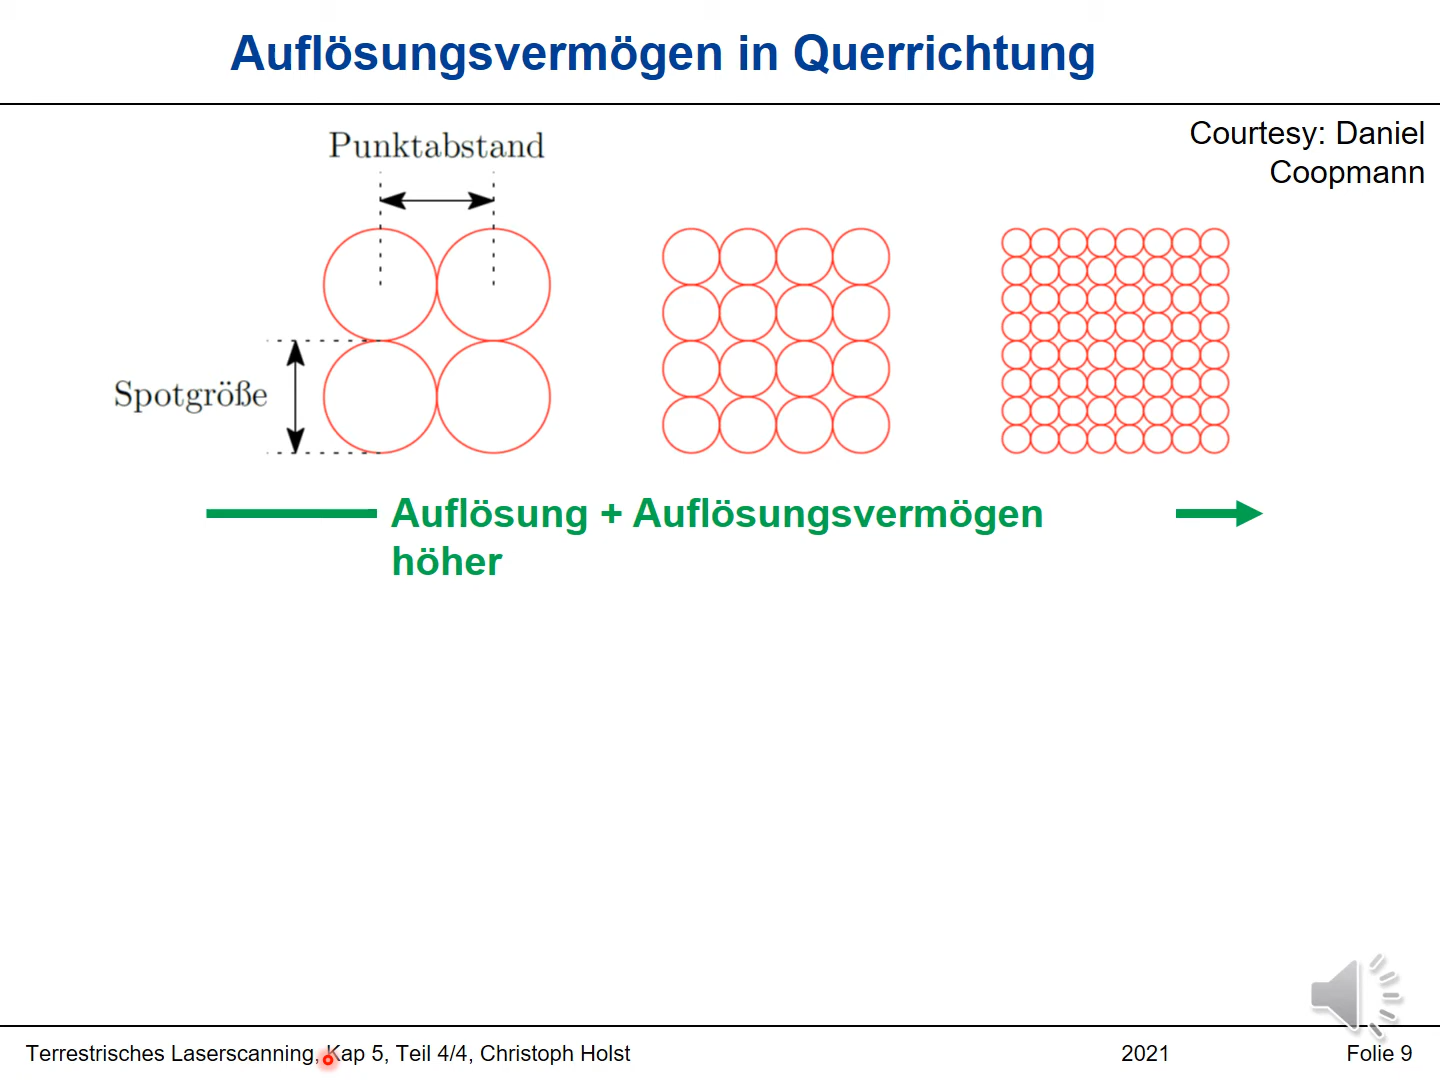 Auflösungsvermögen in Querrichtung
Courtesy: Daniel
Coopmann
Punktabstand
Spotgröße
Auflösung + Auflösungsvermögen
höher
Terrestrisches Laserscanning, Kap 5, Teil 4/4, Christoph Holst
2021
Folie 9